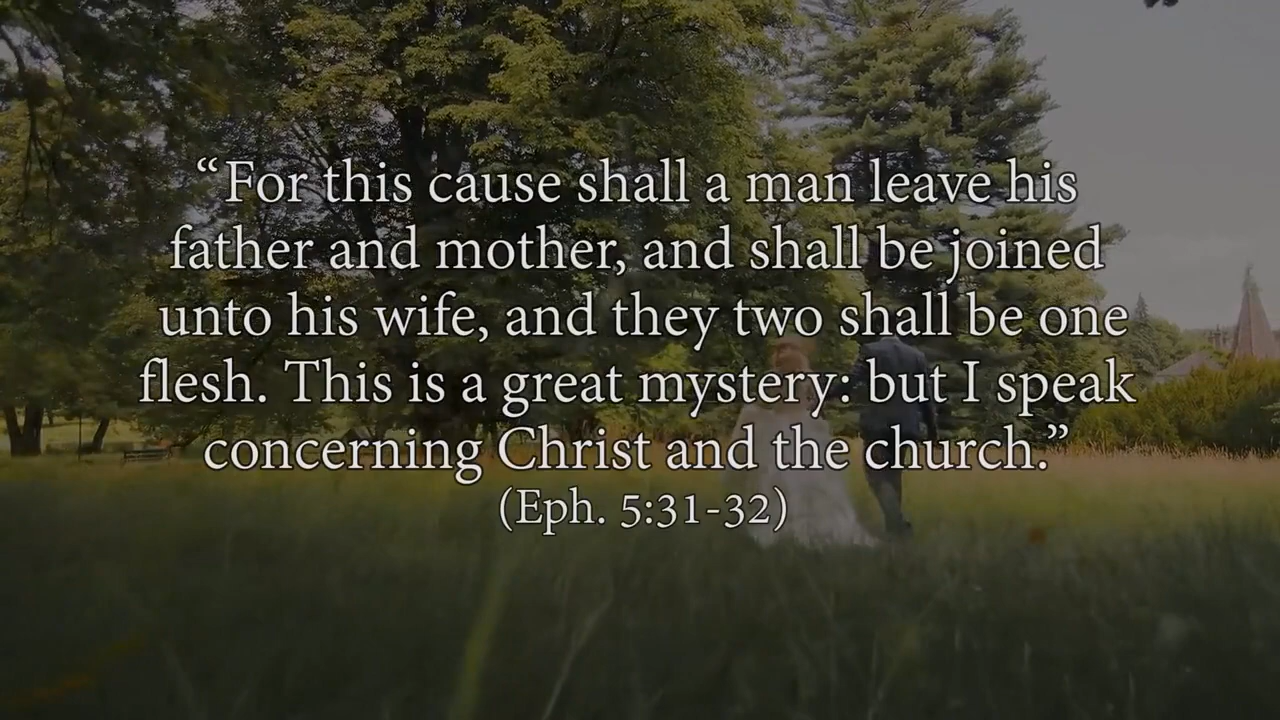 “For this cause shall a man leave his
father and mother, and shall be joined
unto his wife, and they two shall be one
flesh. This is a great mystery: but I speak
concerning Christ and the church.”
(Eph. 5:31-32)